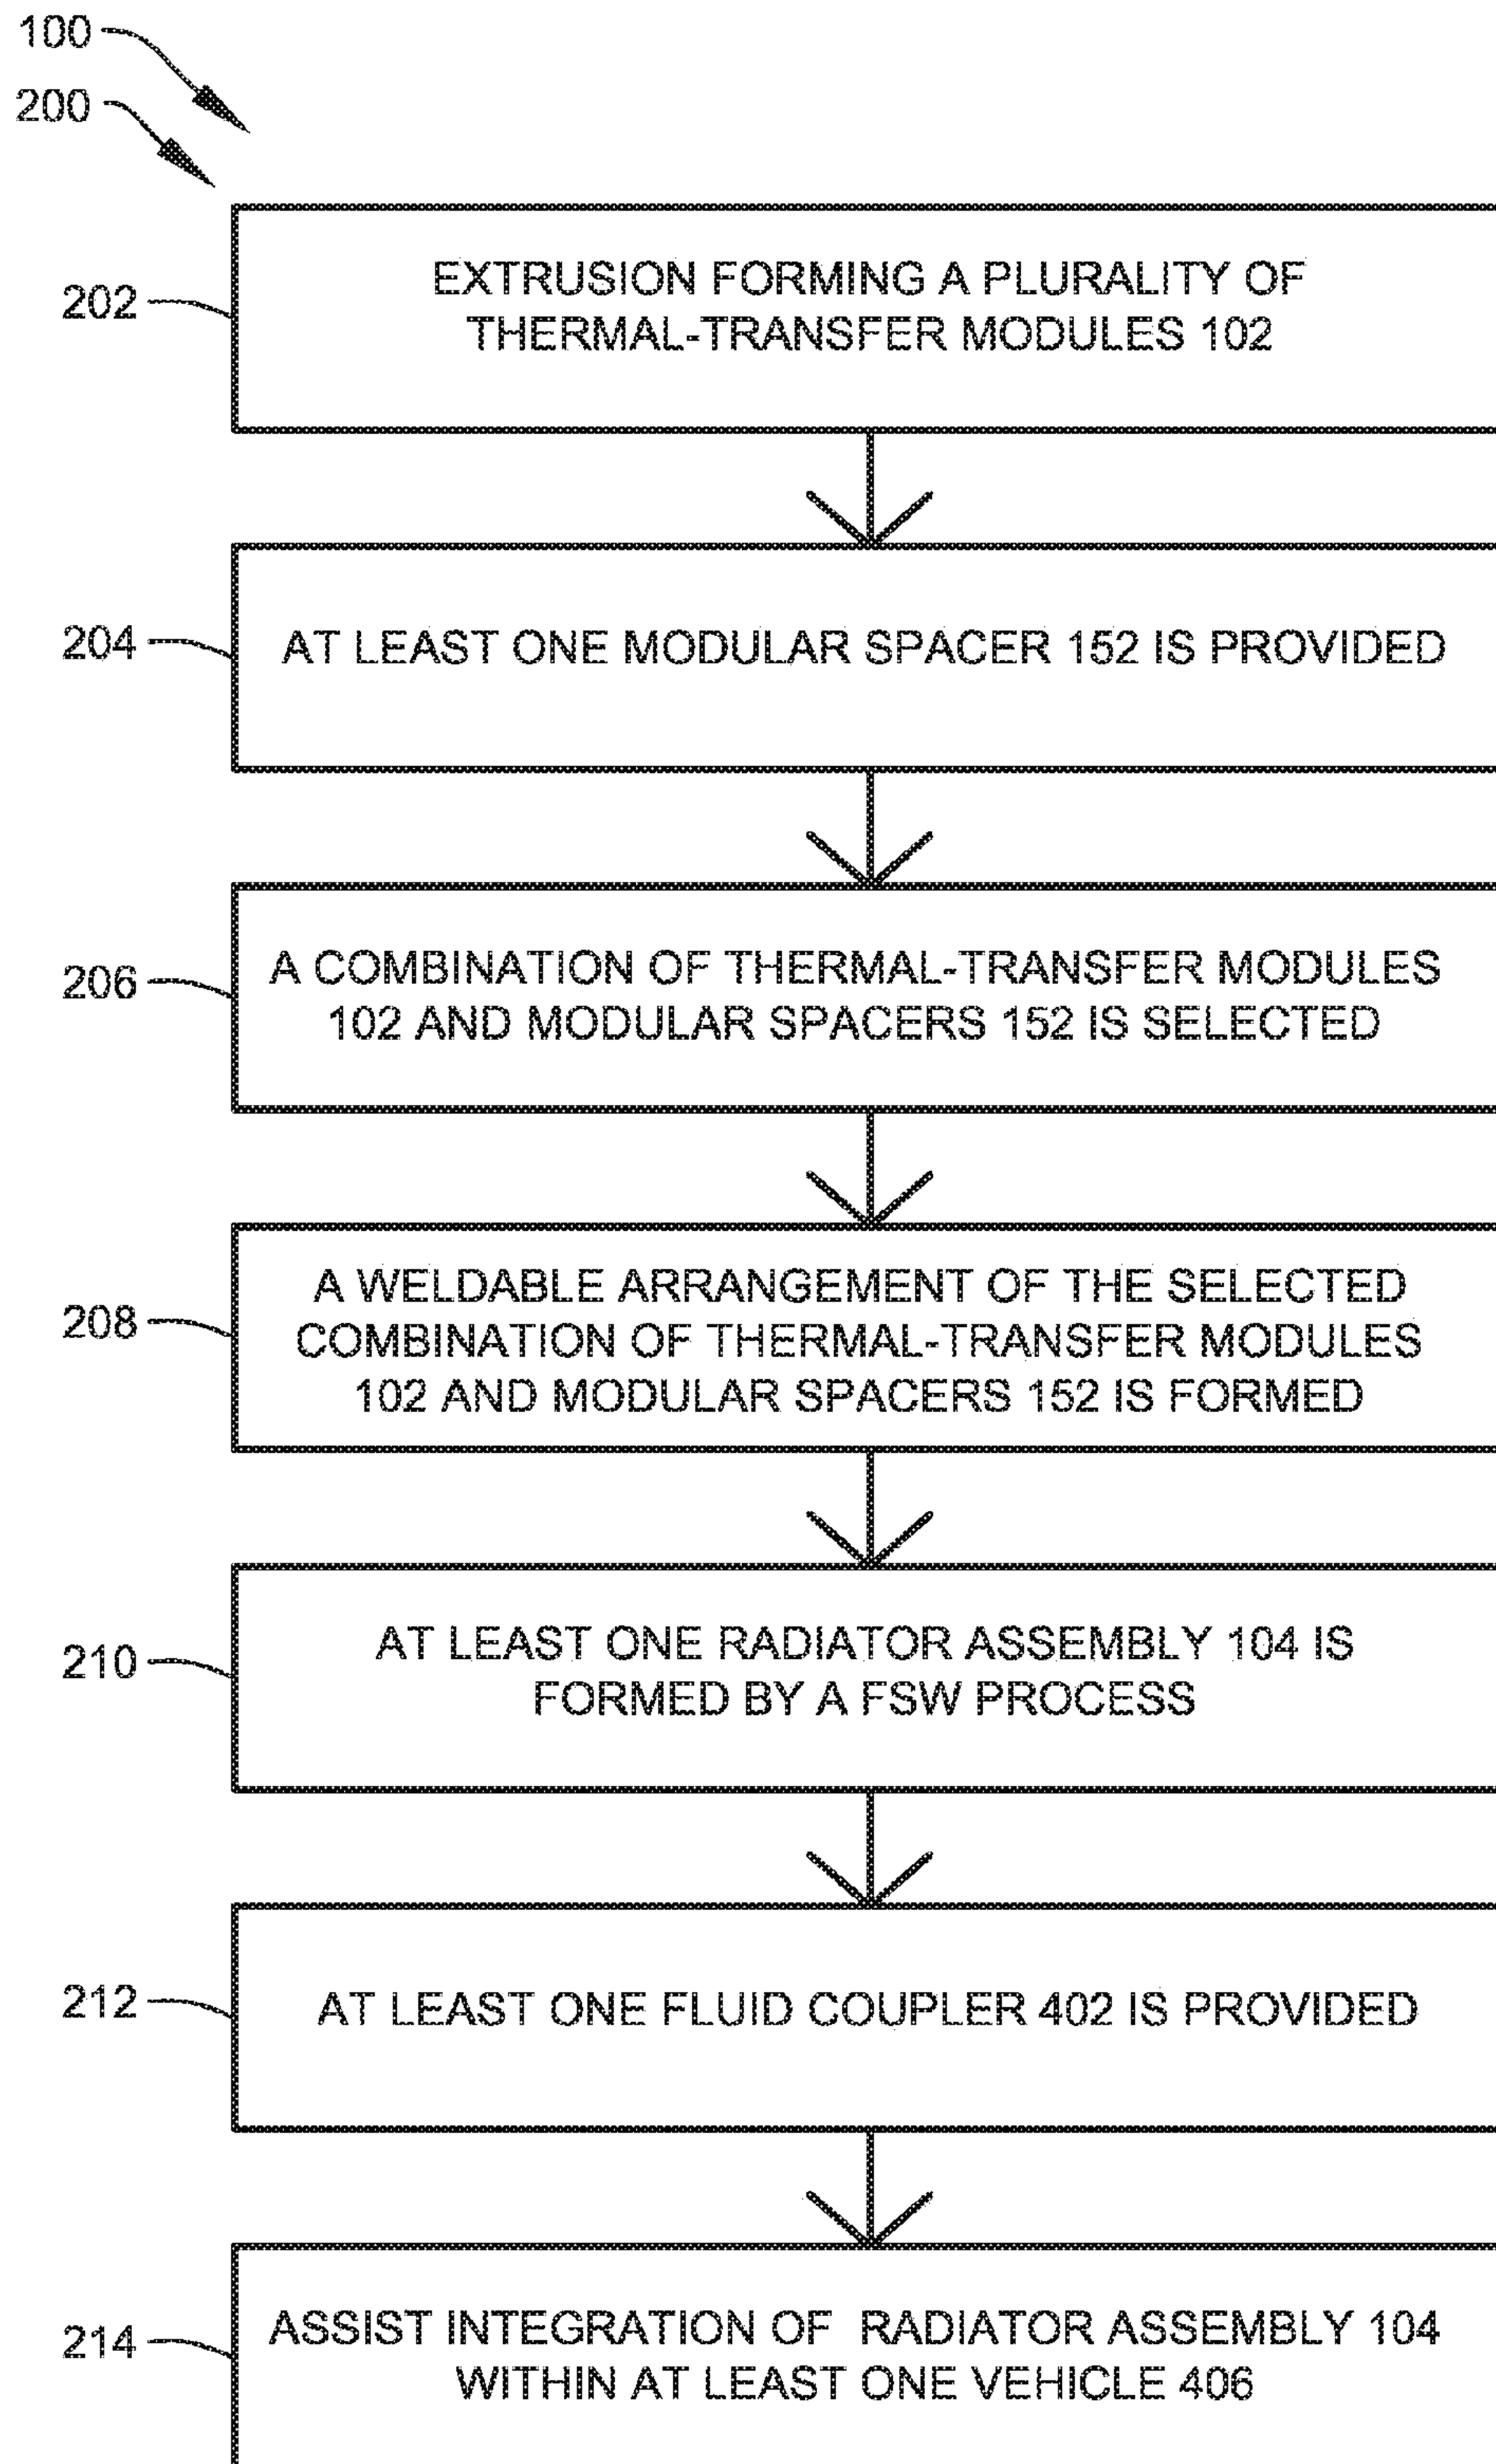 100
200
202
EXTRUSION FORMING A PLURALITY OF
THERMAL-TRANSFER MODULES 102
204
AT LEAST ONE MODULAR SPACER 152 IS PROVIDED
206
A COMBINATION OF THERMAL-TRANSFER MODULES
102 AND MODULAR SPACERS 152 IS SELECTED
208
A WELDABLE ARRANGEMENT OF THE SELECTED
COMBINATION OF THERMAL-TRANSFER MODULES
102 AND MODULAR SPACERS 152 IS FORMED
210
AT LEAST ONE RADIATOR ASSEMBLY 104 IS
FORMED BY A FSW PROCESS
212
AT LEAST ONE FLUID COUPLER 402 IS PROVIDED
214
ASSIST INTEGRATION OF RADIATOR ASSEMBLY 104
WITHIN AT LEAST ONE VEHICLE 406